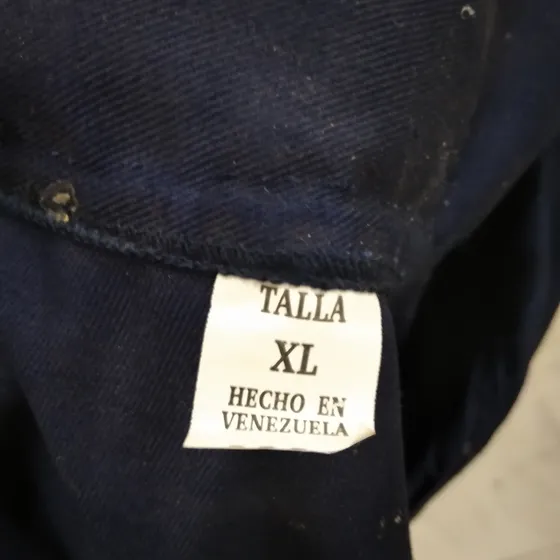 TALLA
XL
HECHO EN
VENEZUELA